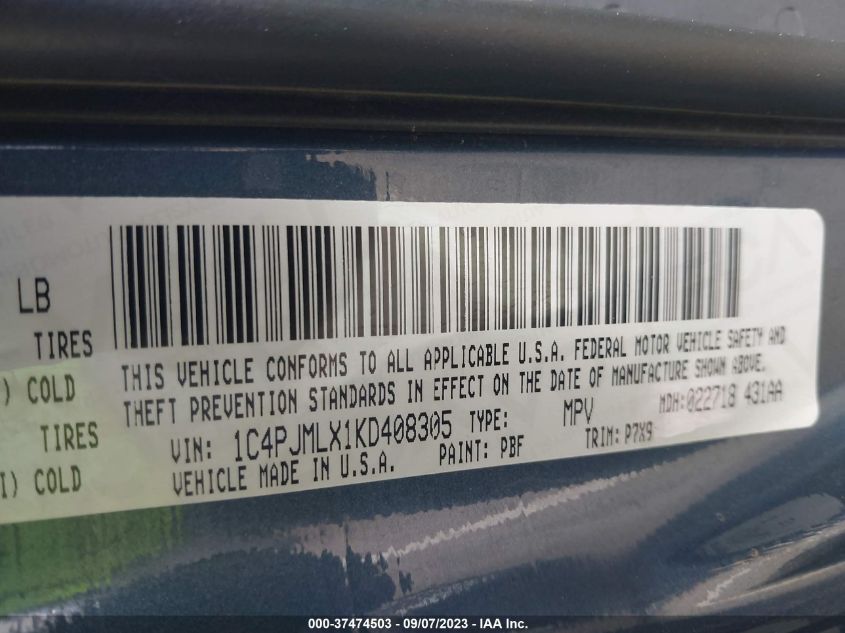 LB
TIRES
) COLD
TIRES
I) COLD
THIS VEHICLE CONFORMS TO ALL APPLICABLE U.S.A. FEDERAL MOTOR VEHICLE SAFETY AND
THEFT PREVENTION STANDARDS IN EFFECT ON THE DATE OF MANUFACTURE SHOWN ABOVE.
VIN: 1C4PJMLX1KD408305 TYPE: MPV MDH:022718 431AA
VEHICLE MADE IN U.S.A. PAINT: PBF TRIM: P7X9
000-37474503 - 09/07/2023 - IAA Inc.